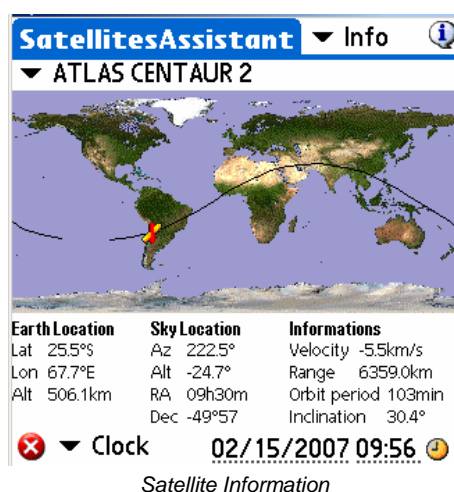 SatellitesAssistant Info
ATLAS CENTAUR 2
Earth Location Sky Location Informations
Lat 25.5°S Az 222.5° Velocity -5.5km/s
Lon 67.7°E Alt -24.7° Range 6359.0km
Alt 506.1km RA 09h30m Orbit period 103min
Dec -49°57 Inclination 30.4°
Clock 02/15/2007 09:56
Satellite Information